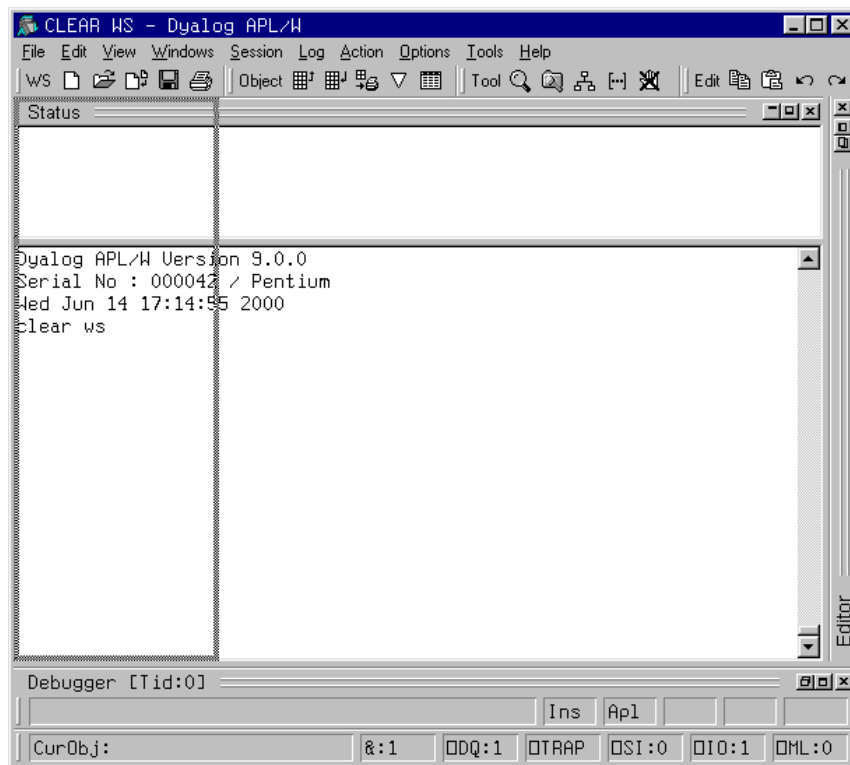 CLEAR WS - Dyalog APL/W
File Edit View Windows Session Log Action Options Tools Help
WS Object Tool Edit
Status
Dyalog APL/W Version 9.0.0
Serial No : 000042 / Pentium
Wed Jun 14 17:14:55 2000
clear ws
Editor
Debugger [Tid:0]
Ins Apl
CurObj: &:1 ⎕DQ:1 ⎕TRAP ⎕SI:0 ⎕IO:1 ⎕ML:0